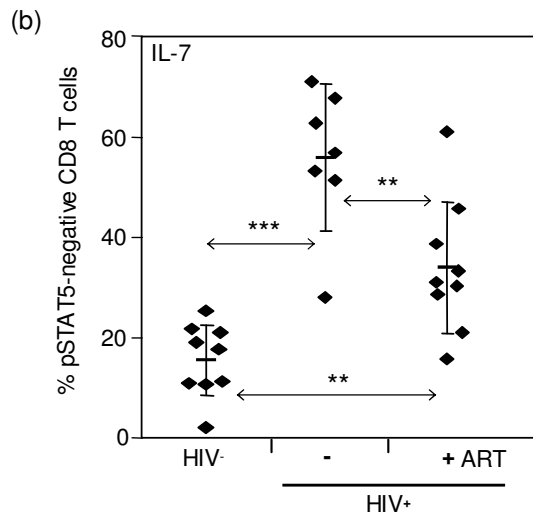 (b)
80
IL-7
60
**
***
40
20
**
0
% pSTAT5-negative CD8 T cells
HIV-
-
+ ART
HIV+